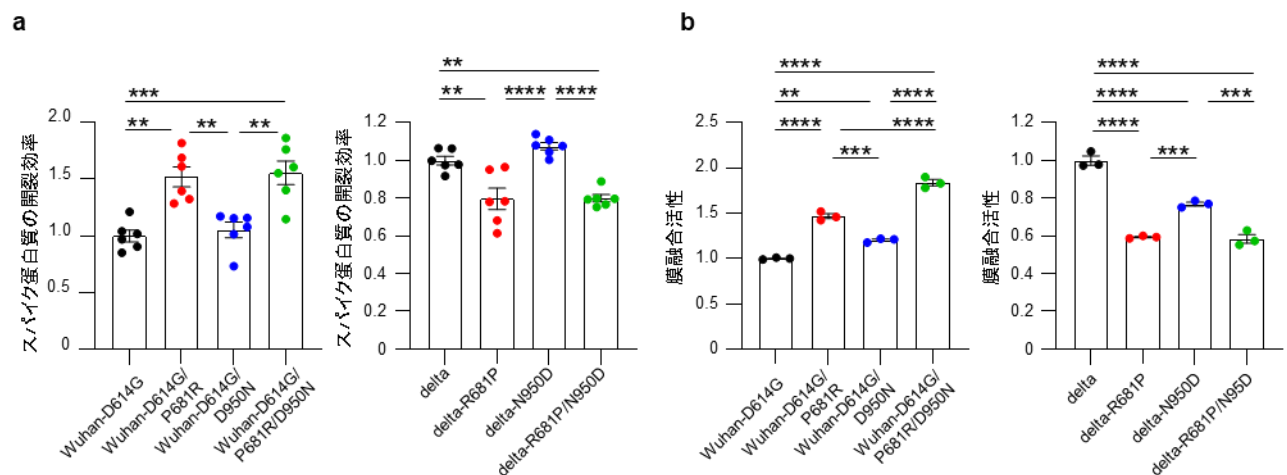 a
b
スパイク蛋白質の開裂効率
2.0
1.5
1.0
0.5
0
***
**
**
**
Wuhan-D614G
Wuhan-D614G/
P681R
Wuhan-D614G/
D950N
Wuhan-D614G/
P681R/D950N
スパイク蛋白質の開裂効率
1.2
1.0
0.8
0.6
0.4
0.2
0
**
**
****
****
delta
delta-R681P
delta-N950D
delta-R681P/N950D
膜融合活性
2.5
2.0
1.5
1.0
0.5
0
****
**
****
****
****
***
Wuhan-D614G
Wuhan-D614G/
P681R
Wuhan-D614G/
D950N
Wuhan-D614G/
P681R/D950N
膜融合活性
1.2
1.0
0.8
0.6
0.4
0.2
0
****
****
***
****
***
delta
delta-R681P
delta-N950D
delta-R681P/N95D